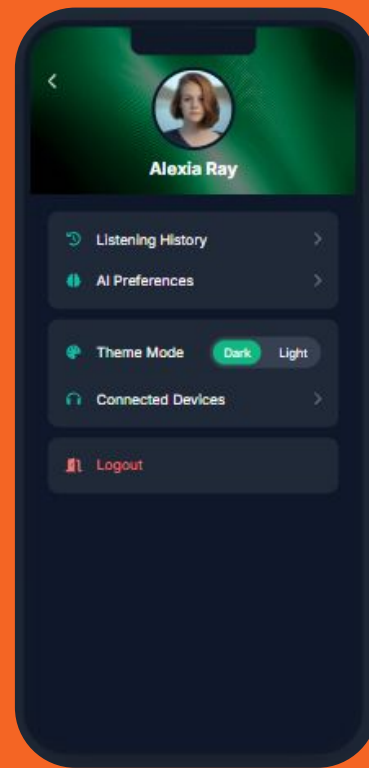 Alexia Ray
Listening History
AI Preferences
Theme Mode Dark Light
Connected Devices
Logout